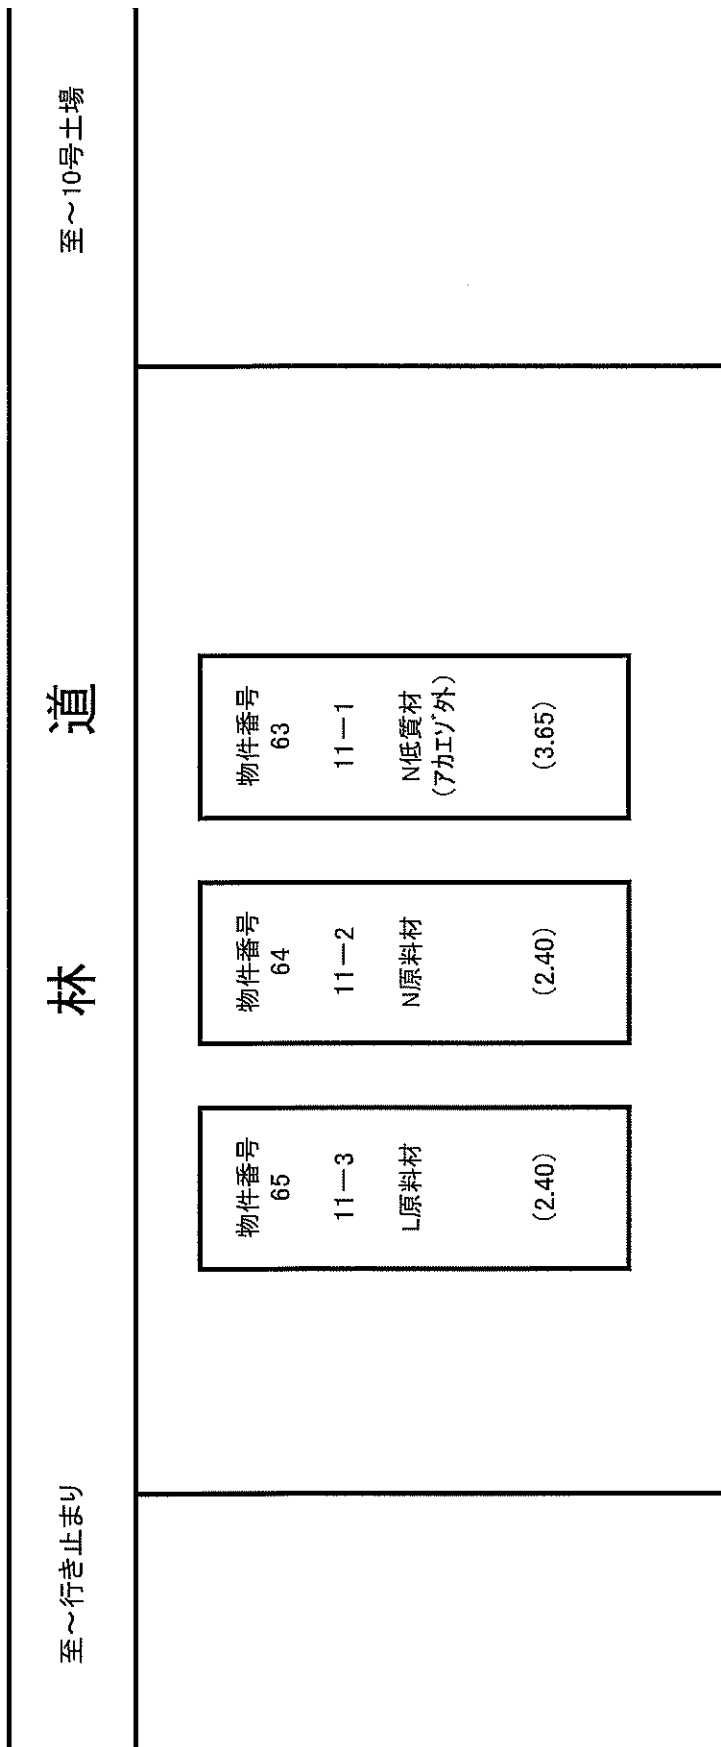 至～行き止まり
林道
至～10号土場
物件番号
65
11－3
L原料材
(2.40)
物件番号
64
11－2
N原料材
(2.40)
物件番号
63
11－1
N低質材
(アカエゾ外)
(3.65)